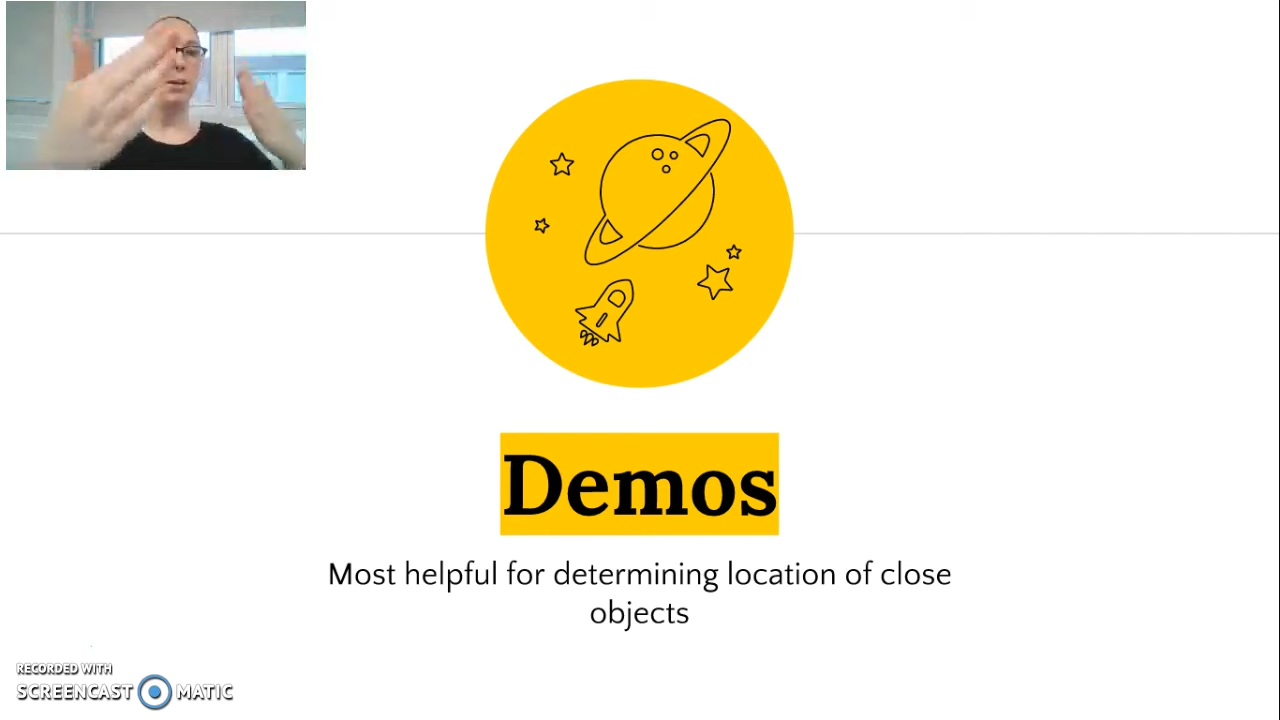 Demos
Most helpful for determining location of close
objects
RECORDED WITH
SCREENCAST MATIC